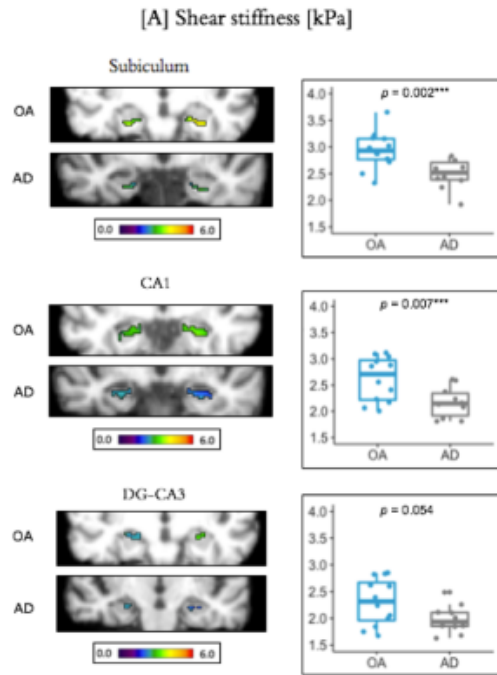 [A] Shear stiffness [kPa]
Subiculum
OA
AD
0.0 6.0
p = 0.002***
4.0
3.5
3.0
2.5
2.0
1.5
OA AD
CA1
OA
AD
0.0 6.0
p = 0.007***
4.0
3.5
3.0
2.5
2.0
1.5
OA AD
DG-CA3
OA
AD
0.0 6.0
p = 0.054
4.0
3.5
3.0
2.5
2.0
1.5
OA AD